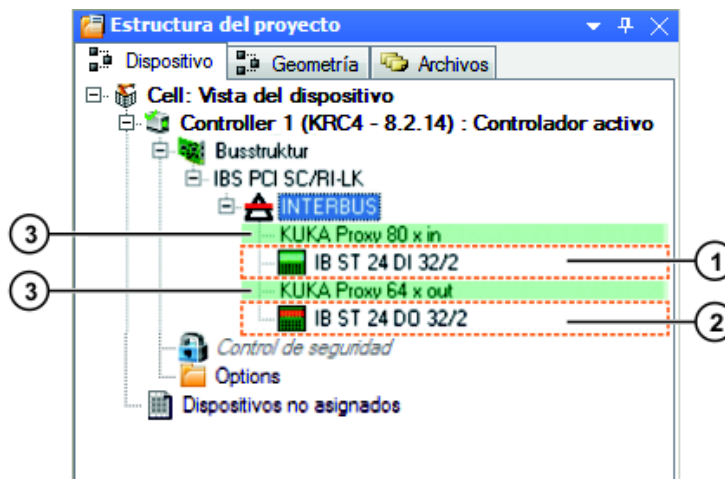 Estructura del proyecto
Dispositivo Geometría Archivos
Cell: Vista del dispositivo
Controller 1 (KRC4 - 8.2.14) : Controlador activo
Busstruktur
IBS PCI SC/RI-LK
INTERBUS
3 KUKA Proxy 80 x in
IB ST 24 DI 32/2 1
3 KUKA Proxy 64 x out
IB ST 24 DO 32/2 2
Control de seguridad
Options
Dispositivos no asignados